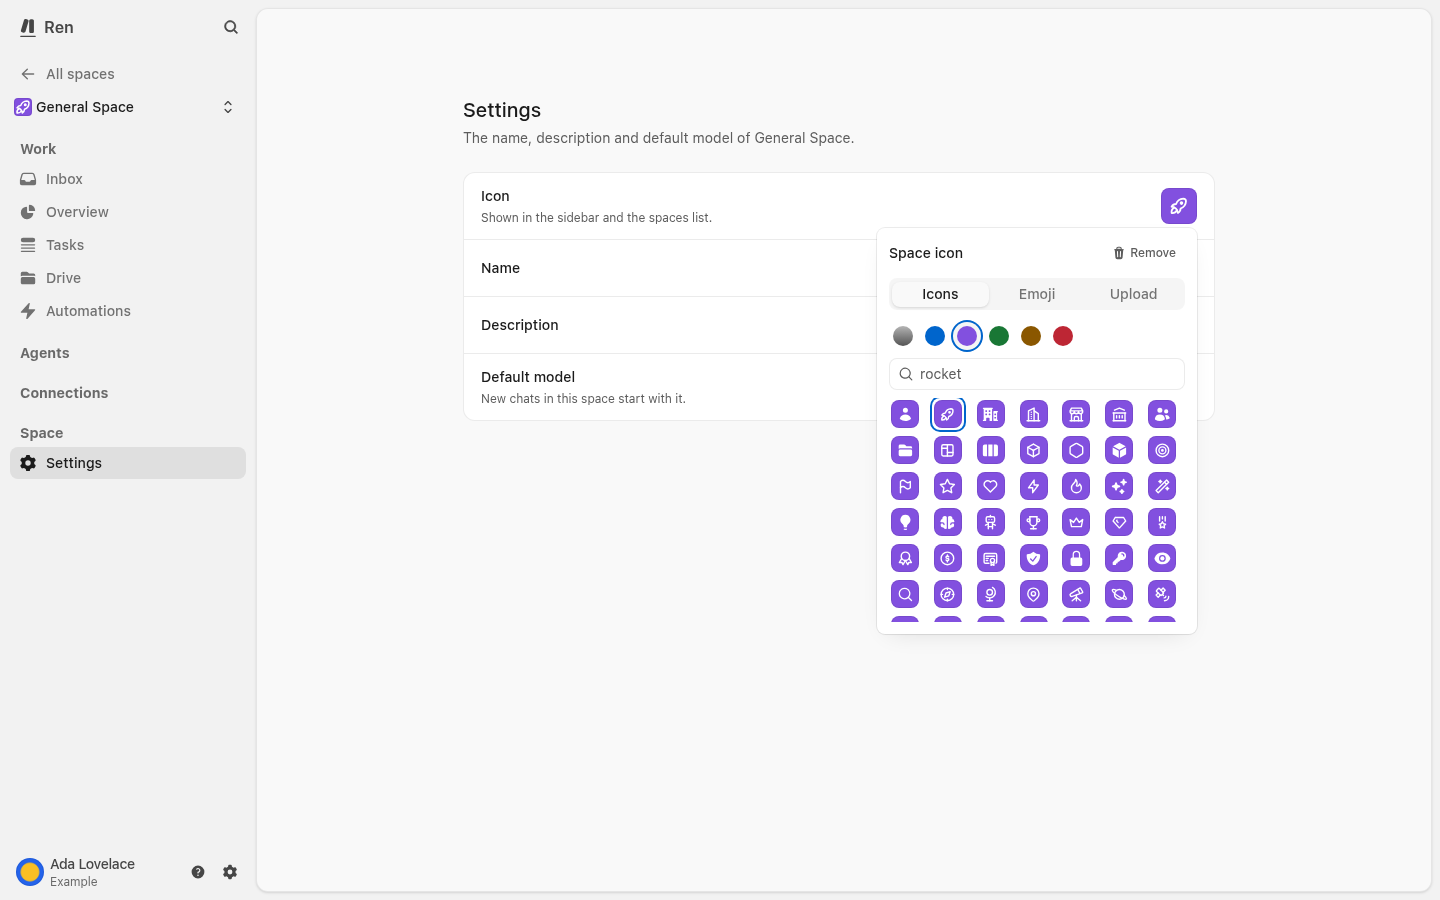 Ren
All spaces
General Space
Work
Inbox
Overview
Tasks
Drive
Automations
Agents
Connections
Space
Settings
Ada Lovelace
Example
Settings
The name, description and default model of General Space.
Icon
Shown in the sidebar and the spaces list.
Name
Description
Default model
New chats in this space start with it.
Space icon
Remove
Icons Emoji Upload
rocket